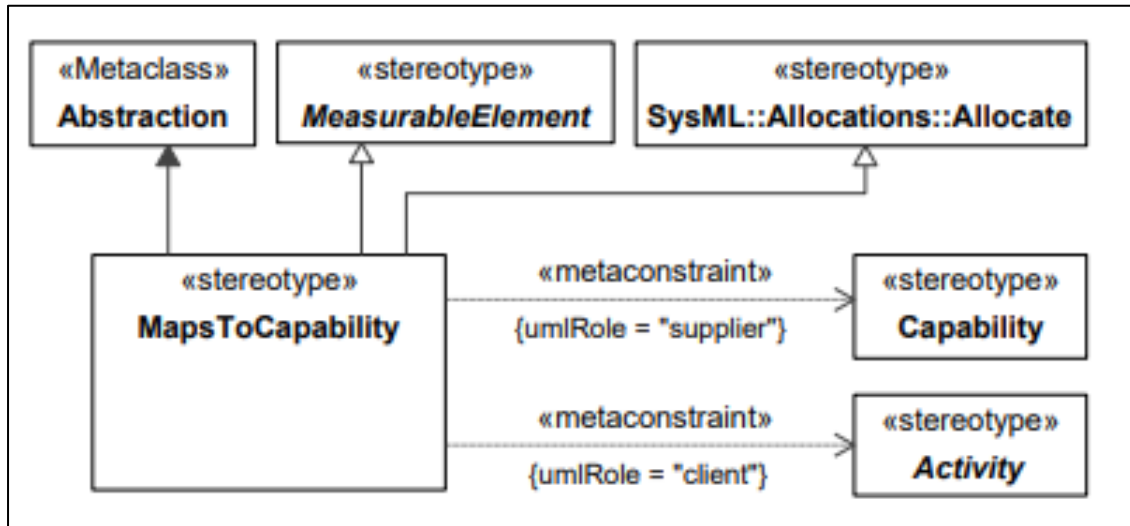 «Metaclass»
Abstraction
«stereotype»
MeasurableElement
«stereotype»
SysML::Allocations::Allocate
«stereotype»
MapsToCapability
«metaconstraint»
{umlRole = "supplier"}
«stereotype»
Capability
«metaconstraint»
{umlRole = "client"}
«stereotype»
Activity